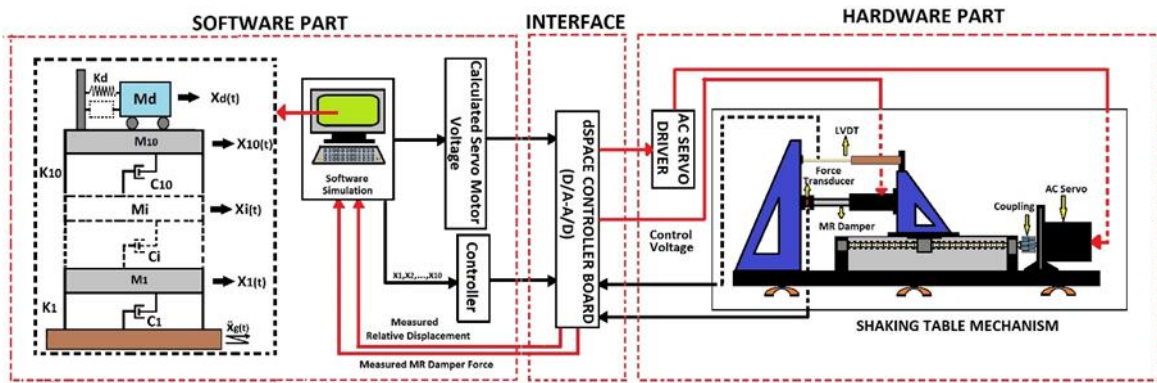 SOFTWARE PART
INTERFACE
HARDWARE PART
Kd
Md
Xd(t)
M10
X10(t)
K10
C10
Mi
Xi(t)
Ci
M1
X1(t)
K1
C1
ẍg(t)
Software
Simulation
Calculated Servo Motor
Voltage
X1,X2,....,X10
Controller
Measured
Relative Displacement
Measured MR Damper Force
dSPACE CONTROLLER BOARD
(D/A-A/D)
AC SERVO
DRIVER
Control
Voltage
LVDT
Force
Transducer
MR Damper
Coupling
AC Servo
SHAKING TABLE MECHANISM